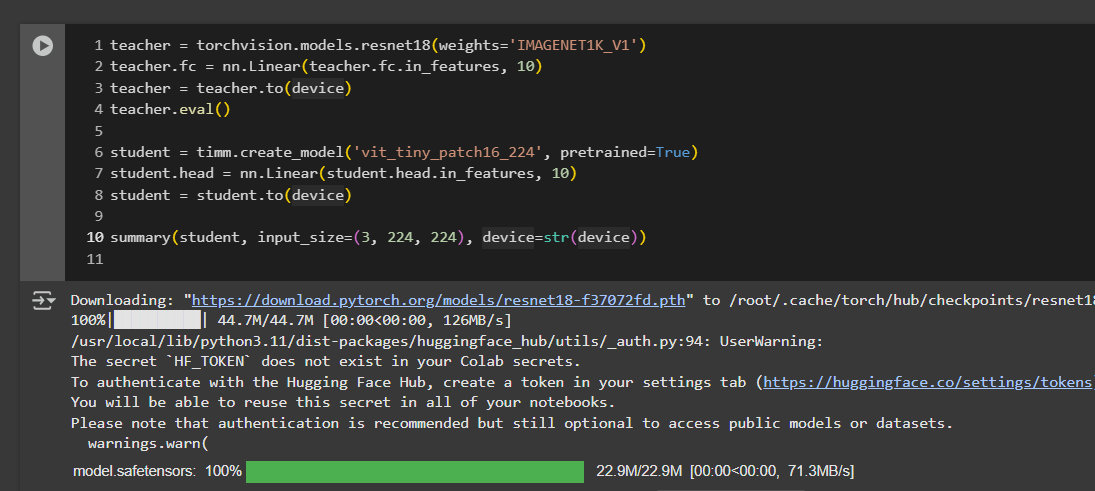 1 teacher = torchvision.models.resnet18(weights='IMAGENET1K_V1')
2 teacher.fc = nn.Linear(teacher.fc.in_features, 10)
3 teacher = teacher.to(device)
4 teacher.eval()
5
6 student = timm.create_model('vit_tiny_patch16_224', pretrained=True)
7 student.head = nn.Linear(student.head.in_features, 10)
8 student = student.to(device)
9
10 summary(student, input_size=(3, 224, 224), device=str(device))
11
Downloading: "https://download.pytorch.org/models/resnet18-f37072fd.pth" to /root/.cache/torch/hub/checkpoints/resnet18
100%|██████████| 44.7M/44.7M [00:00<00:00, 126MB/s]
/usr/local/lib/python3.11/dist-packages/huggingface_hub/utils/_auth.py:94: UserWarning:
The secret `HF_TOKEN` does not exist in your Colab secrets.
To authenticate with the Hugging Face Hub, create a token in your settings tab (https://huggingface.co/settings/tokens)
You will be able to reuse this secret in all of your notebooks.
Please note that authentication is recommended but still optional to access public models or datasets.
warnings.warn(
model.safetensors: 100% 22.9M/22.9M [00:00<00:00, 71.3MB/s]